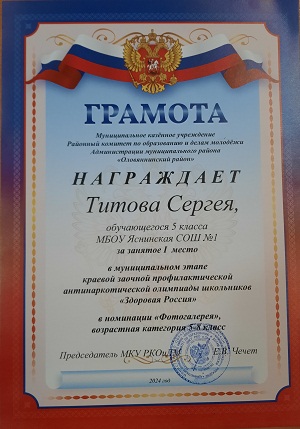 ГРАМОТА
Муниципальное казённое учреждение
Районный комитет по образованию и делам молодёжи
Администрации муниципального района
«Оловяннинский район»
НАГРАЖДАЕТ
Титова Сергея,
обучающегося 5 класса
МБОУ Яснинская СОШ №1
за занятое I место
в муниципальном этапе
краевой заочной профилактической
антинаркотической олимпиады школьников
«Здоровая Россия»
в номинации «Фотогалерея»,
возрастная категория 5-8 класс
Председатель МКУ РКОиДМ Е.В. Чечет
2024 год